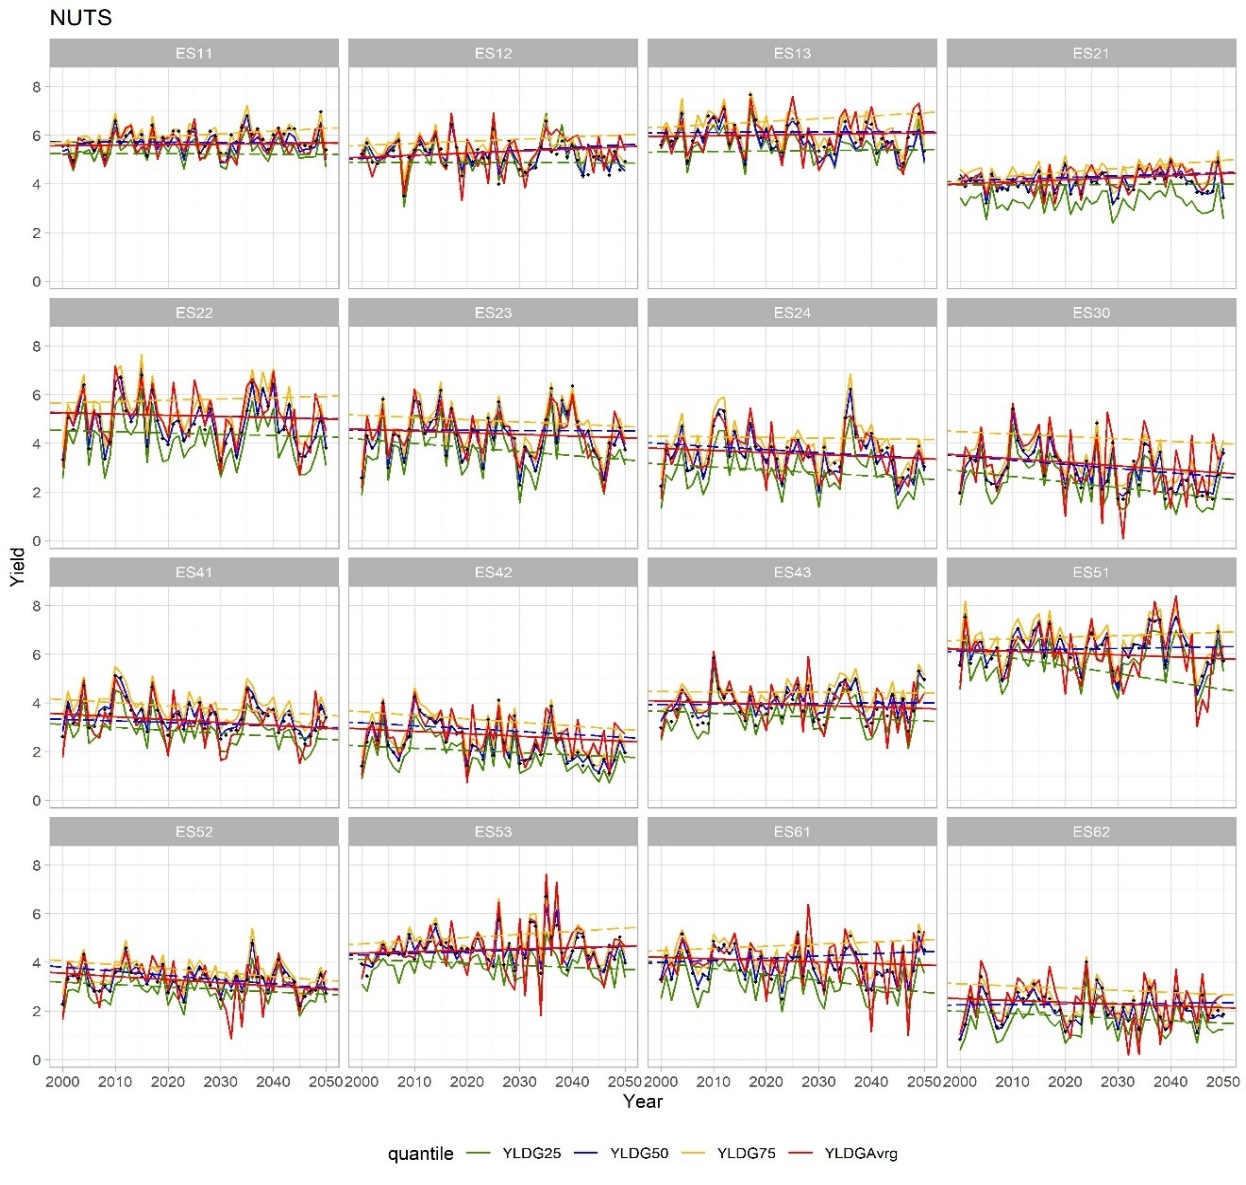 NUTS
ES11 ES12 ES13 ES21
8
6
4
2
0
ES22 ES23 ES24 ES30
8
6
4
2
0
ES41 ES42 ES43 ES51
8
6
4
2
0
ES52 ES53 ES61 ES62
8
6
4
2
0
Yield
2000 2010 2020 2030 2040 2050 2000 2010 2020 2030 2040 2050 2000 2010 2020 2030 2040 2050 2000 2010 2020 2030 2040 2050
Year
quantile YLDG25 YLDG50 YLDG75 YLDGAvrg